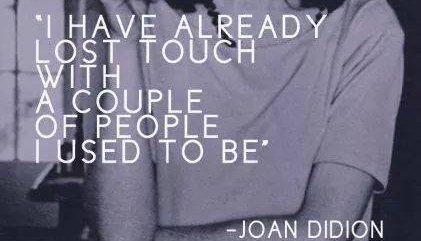 "I HAVE ALREADY
LOST TOUCH
WITH
A COUPLE
OF PEOPLE
I USED TO BE"
-JOAN DIDION